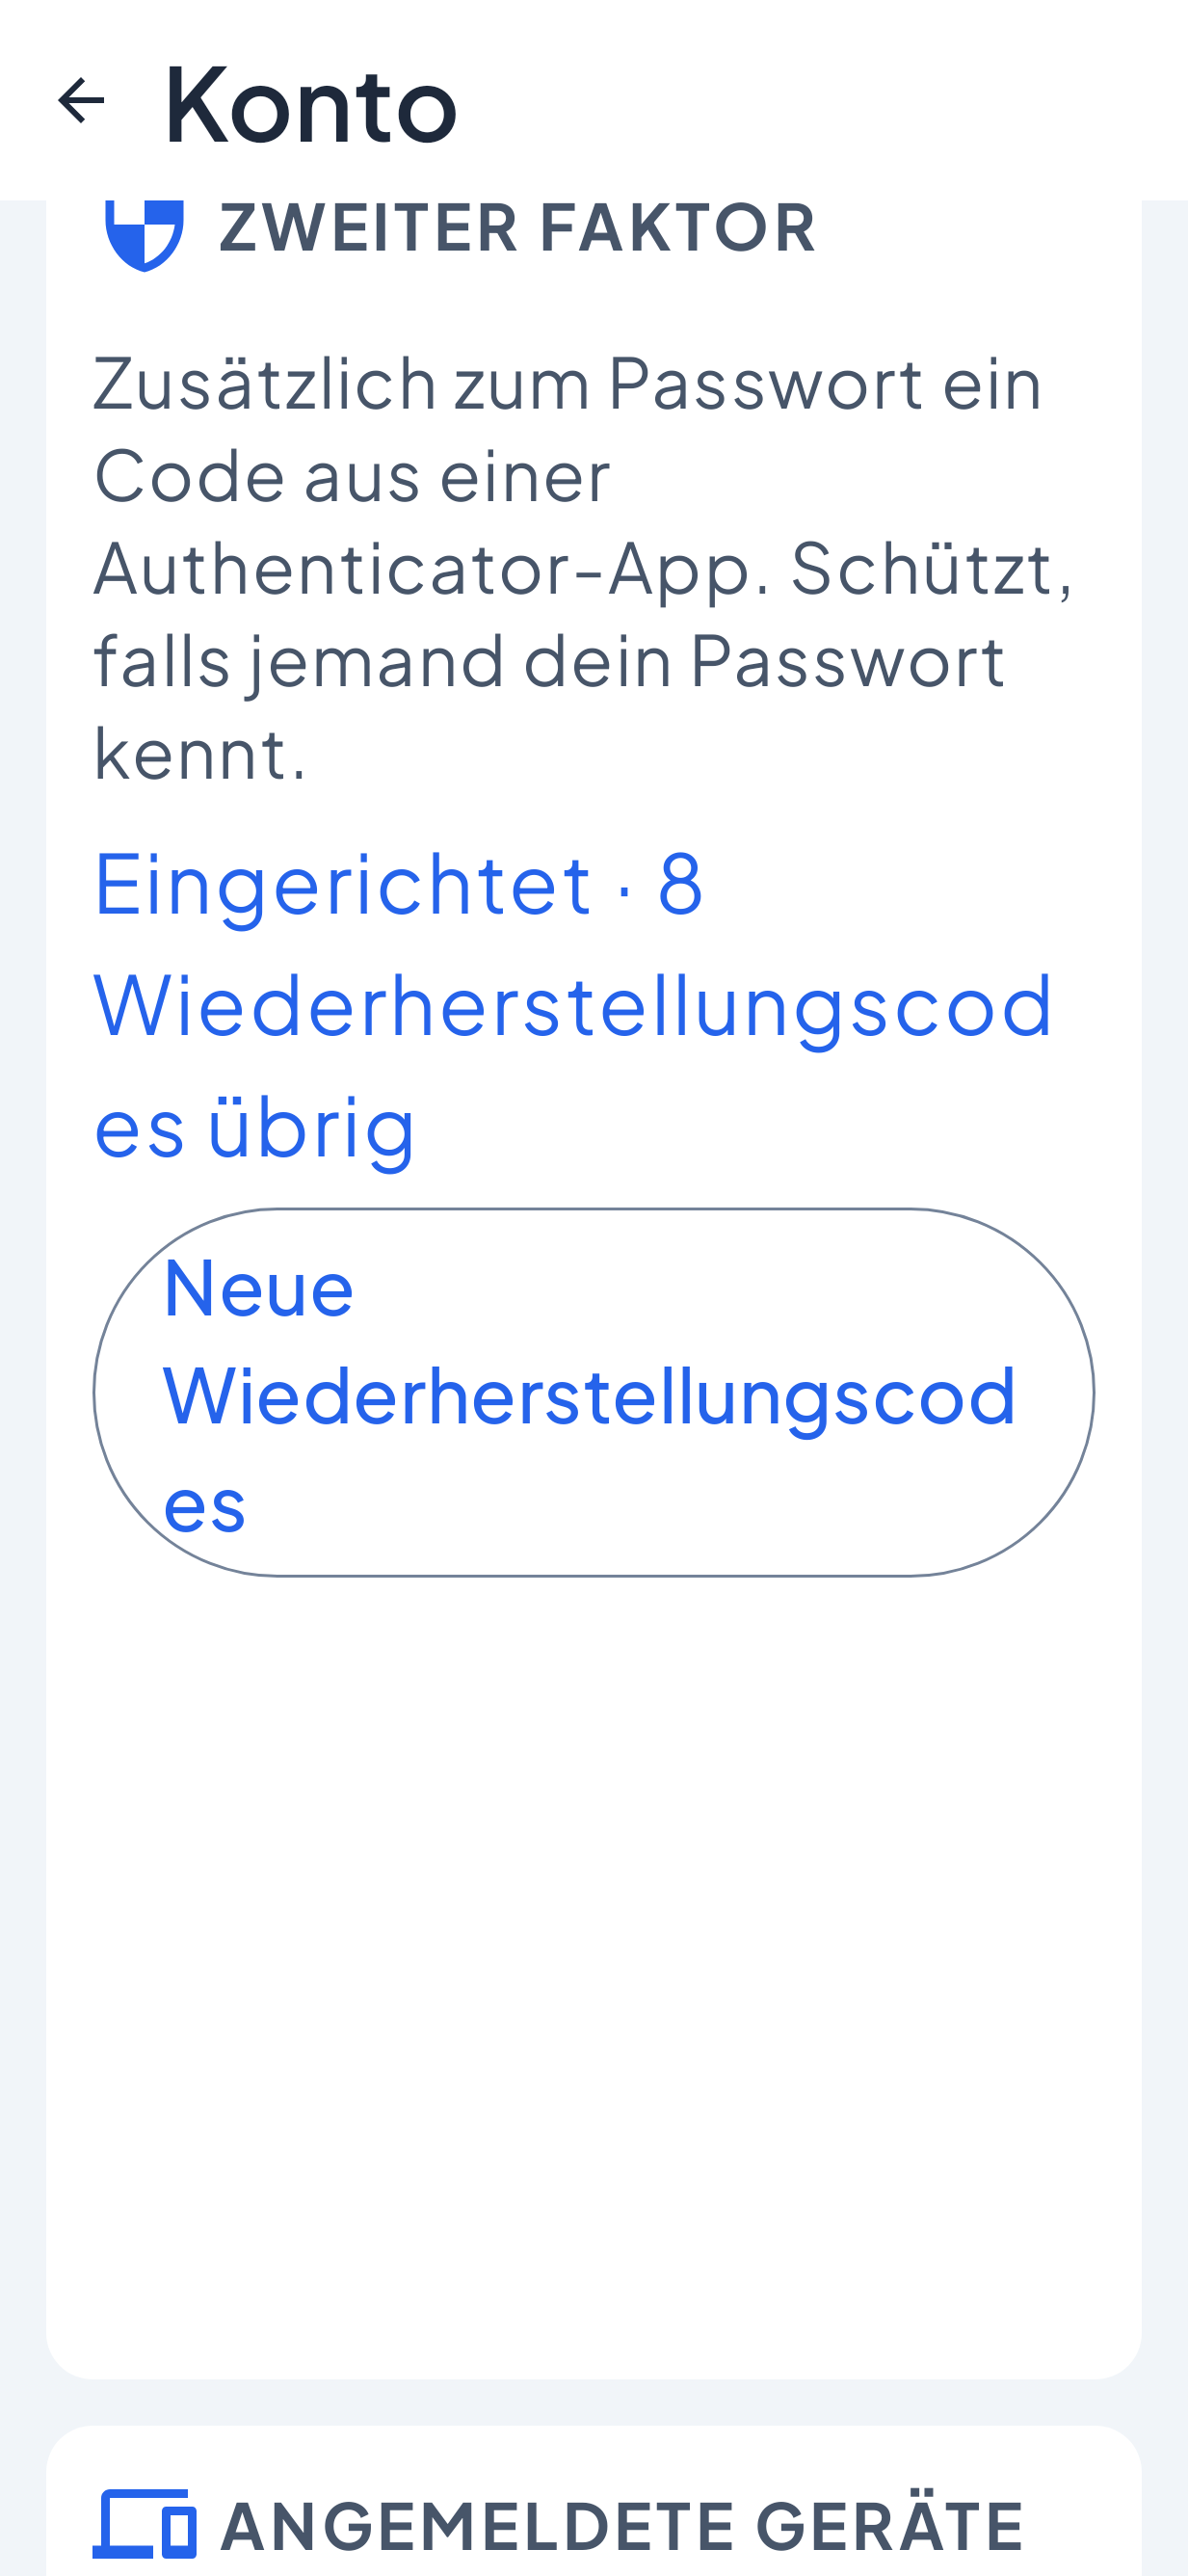 Konto
ZWEITER FAKTOR
Zusätzlich zum Passwort ein
Code aus einer
Authenticator-App. Schützt,
falls jemand dein Passwort
kennt.
Eingerichtet · 8
Wiederherstellungscod
es übrig
Neue
Wiederherstellungscod
es
ANGEMELDETE GERÄTE